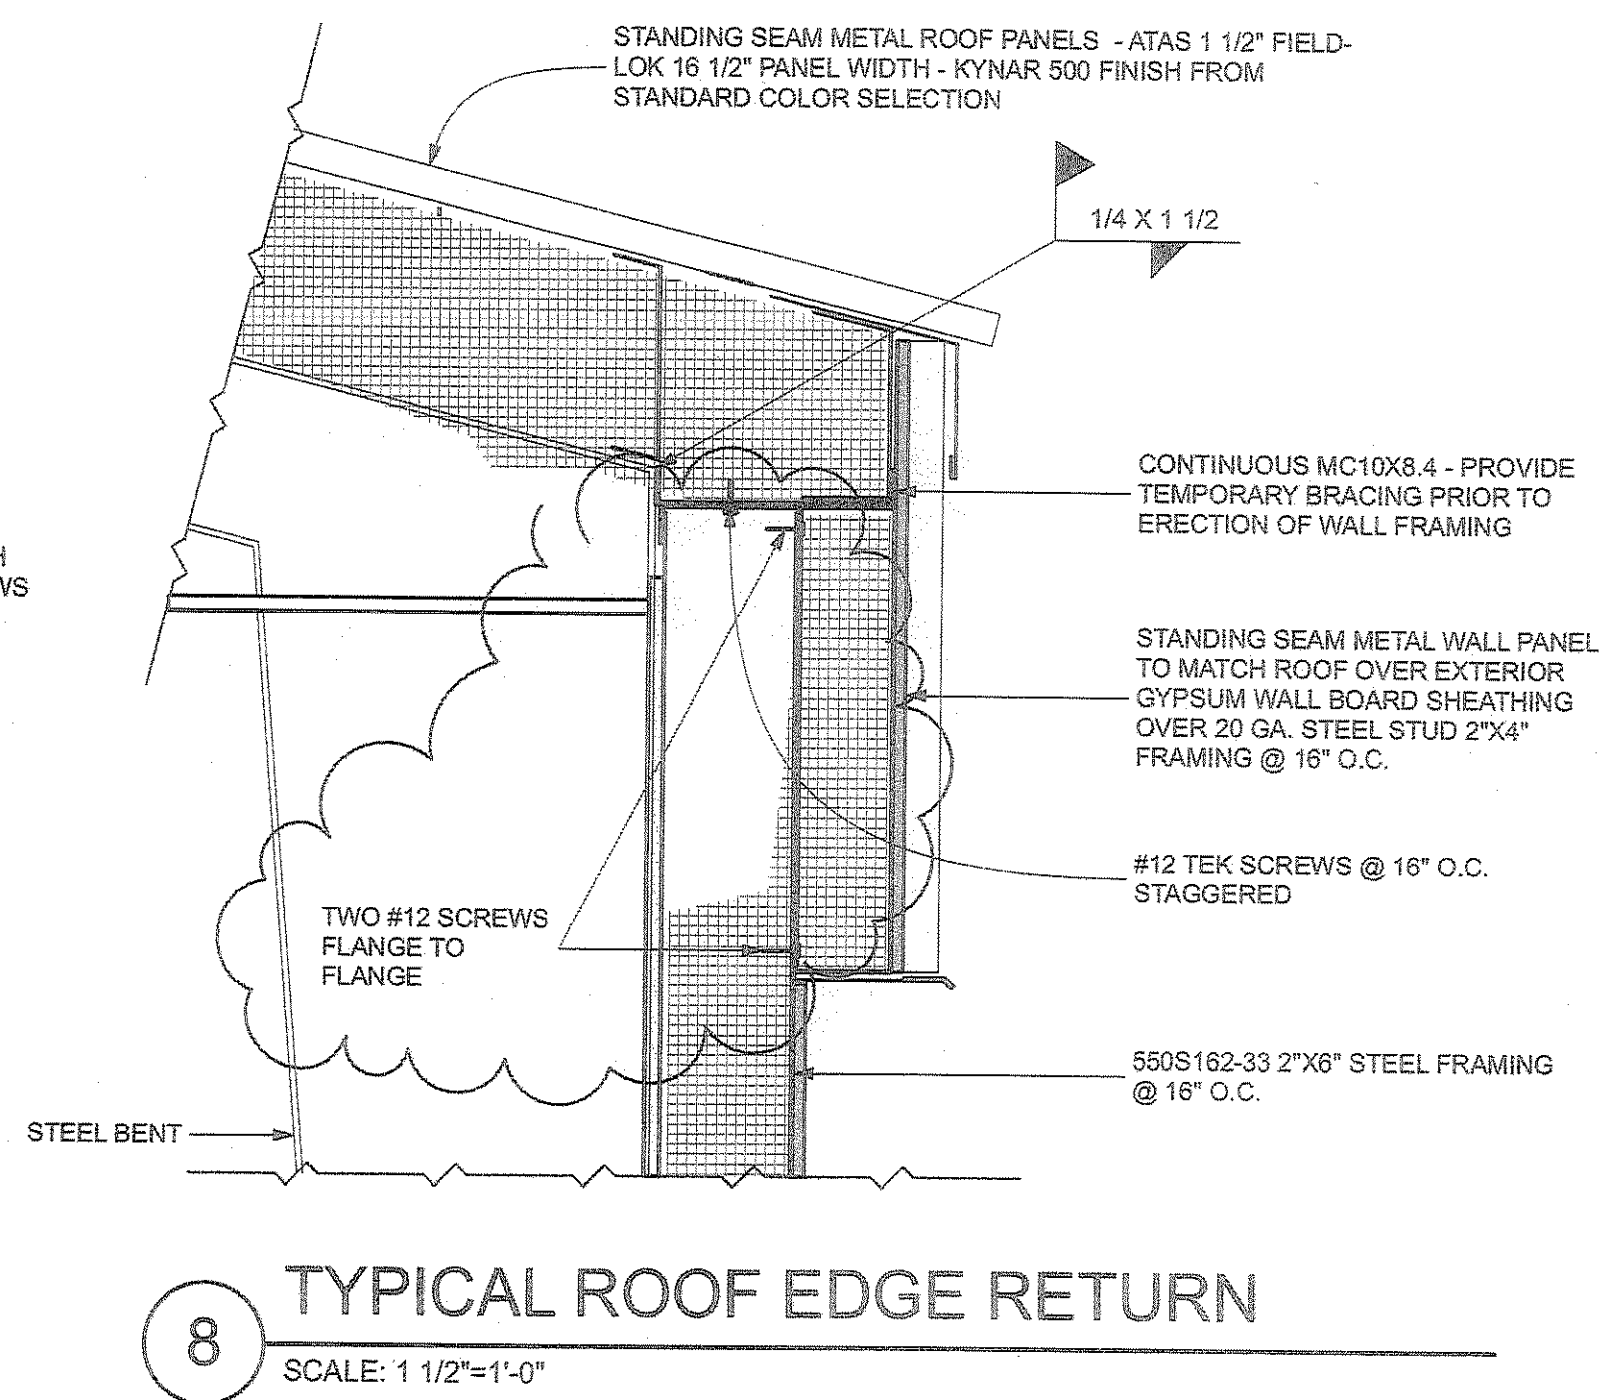 STANDING SEAM METAL ROOF PANELS - ATAS 1 1/2" FIELD-
LOK 16 1/2" PANEL WIDTH - KYNAR 500 FINISH FROM
STANDARD COLOR SELECTION
1/4 X 1 1/2
CONTINUOUS MC10X8.4 - PROVIDE
TEMPORARY BRACING PRIOR TO
ERECTION OF WALL FRAMING
H
WS
STANDING SEAM METAL WALL PANEL
TO MATCH ROOF OVER EXTERIOR
GYPSUM WALL BOARD SHEATHING
OVER 20 GA. STEEL STUD 2"X4"
FRAMING @ 16" O.C.
#12 TEK SCREWS @ 16" O.C.
STAGGERED
TWO #12 SCREWS
FLANGE TO
FLANGE
550S162-33 2"X6" STEEL FRAMING
@ 16" O.C.
STEEL BENT
8
TYPICAL ROOF EDGE RETURN
SCALE: 1 1/2"=1'-0"